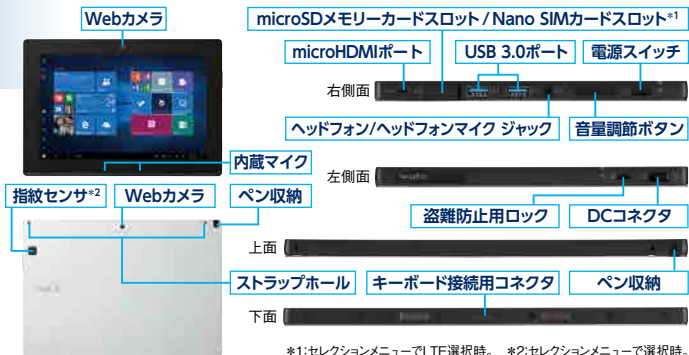 Webカメラ
microSDメモリーカードスロット / Nano SIMカードスロット*1
microHDMIポート
USB 3.0ポート
電源スイッチ
右側面
ヘッドフォン/ヘッドフォンマイク ジャック
音量調節ボタン
内蔵マイク
左側面
指紋センサ*2
Webカメラ
ペン収納
盗難防止用ロック
DCコネクタ
上面
ストラップホール
キーボード接続用コネクタ
ペン収納
下面
*1:セレクションメニューでLTE選択時。 *2:セレクションメニューで選択時。